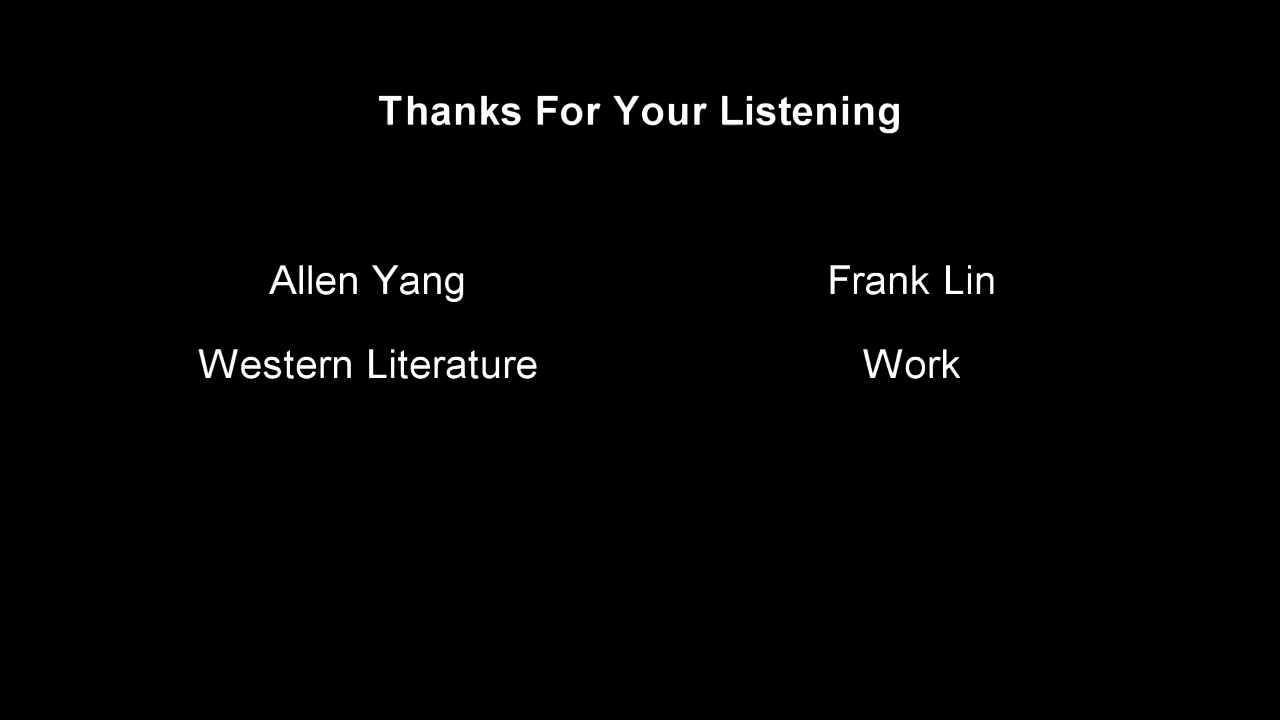 Thanks For Your Listening
Allen Yang
Frank Lin
Western Literature
Work